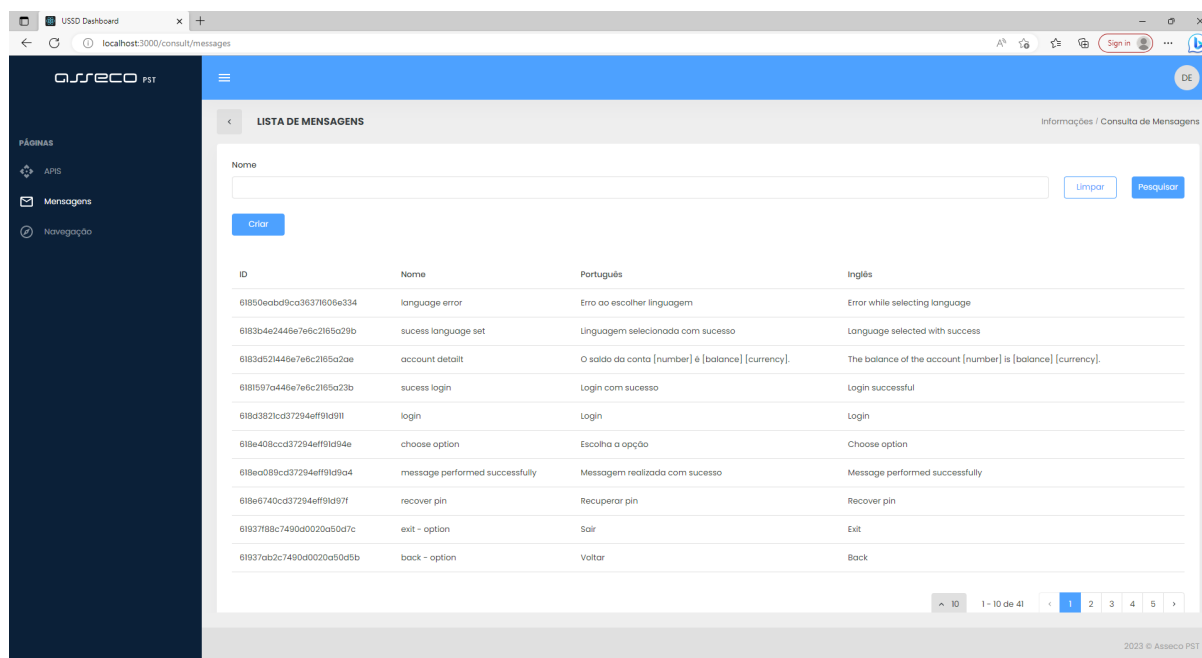 USSD Dashboard
localhost:3000/consult/messages
Sign in
asseco PST
DE
LISTA DE MENSAGENS
Informações / Consulta de Mensagens
PÁGINAS
APIS
Mensagens
Navegação
Nome
Limpar
Pesquisar
Criar
ID Nome Português Inglês
61850eabd9ca36371606e334 language error Erro ao escolher linguagem Error while selecting language
6183b4e2446e7e6c2165a29b sucess language set Linguagem selecionada com sucesso Language selected with success
6183d521446e7e6c2165a2ae account detailt O saldo da conta [number] é [balance] [currency]. The balance of the account [number] is [balance] [currency].
6181597a446e7e6c2165a23b sucess login Login com sucesso Login successful
618d3821cd37294eff91d911 login Login Login
618e408ccd37294eff91d94e choose option Escolha a opção Choose option
618ea089cd37294eff91d9a4 message performed successfully Messagem realizada com sucesso Message performed successfully
618e6740cd37294eff91d97f recover pin Recuperar pin Recover pin
61937f88c7490d0020a50d7c exit - option Sair Exit
61937ab2c7490d0020a50d5b back - option Voltar Back
10 1 - 10 de 41 1 2 3 4 5
2023 © Asseco PST